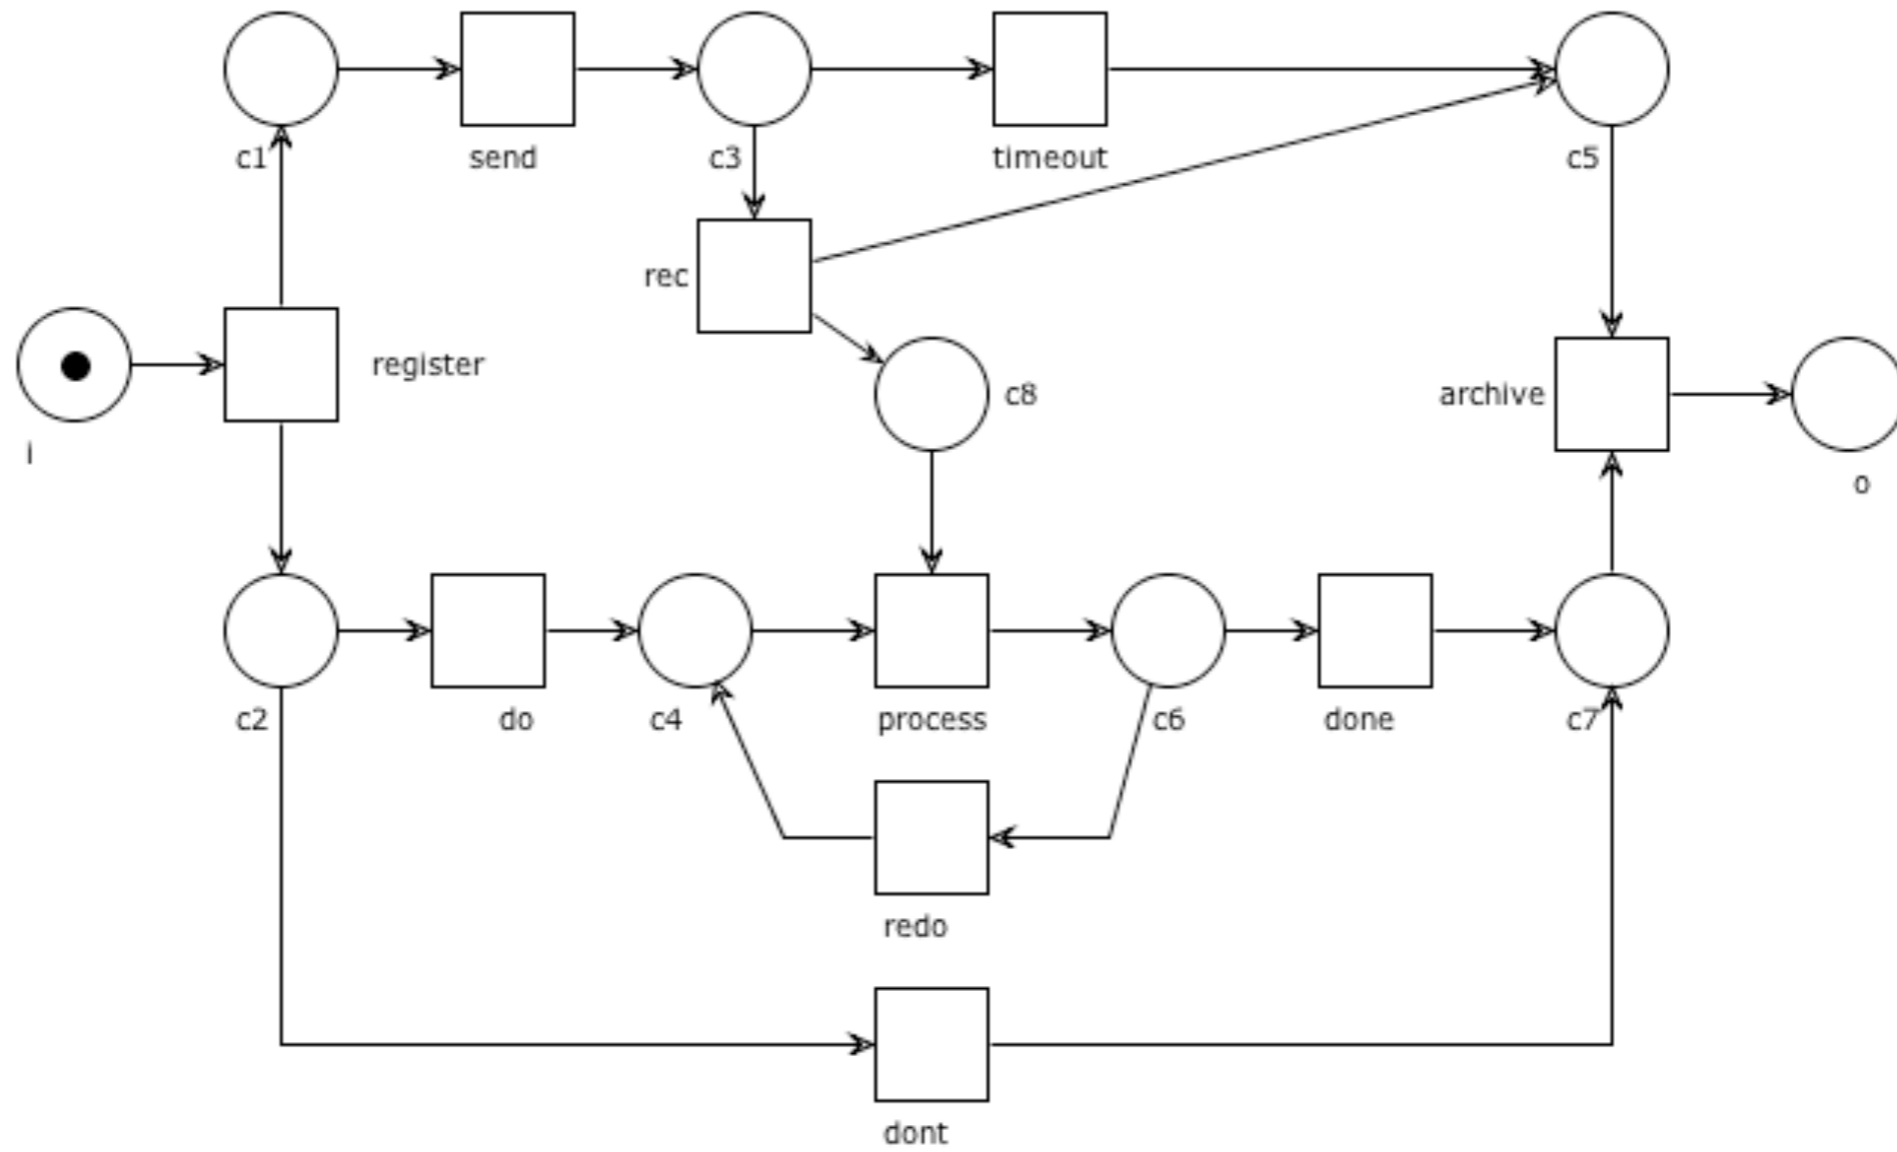 c1
send
c3
timeout
c5
rec
register
c8
archive
i
o
c2
do
c4
process
c6
done
c7
redo
dont